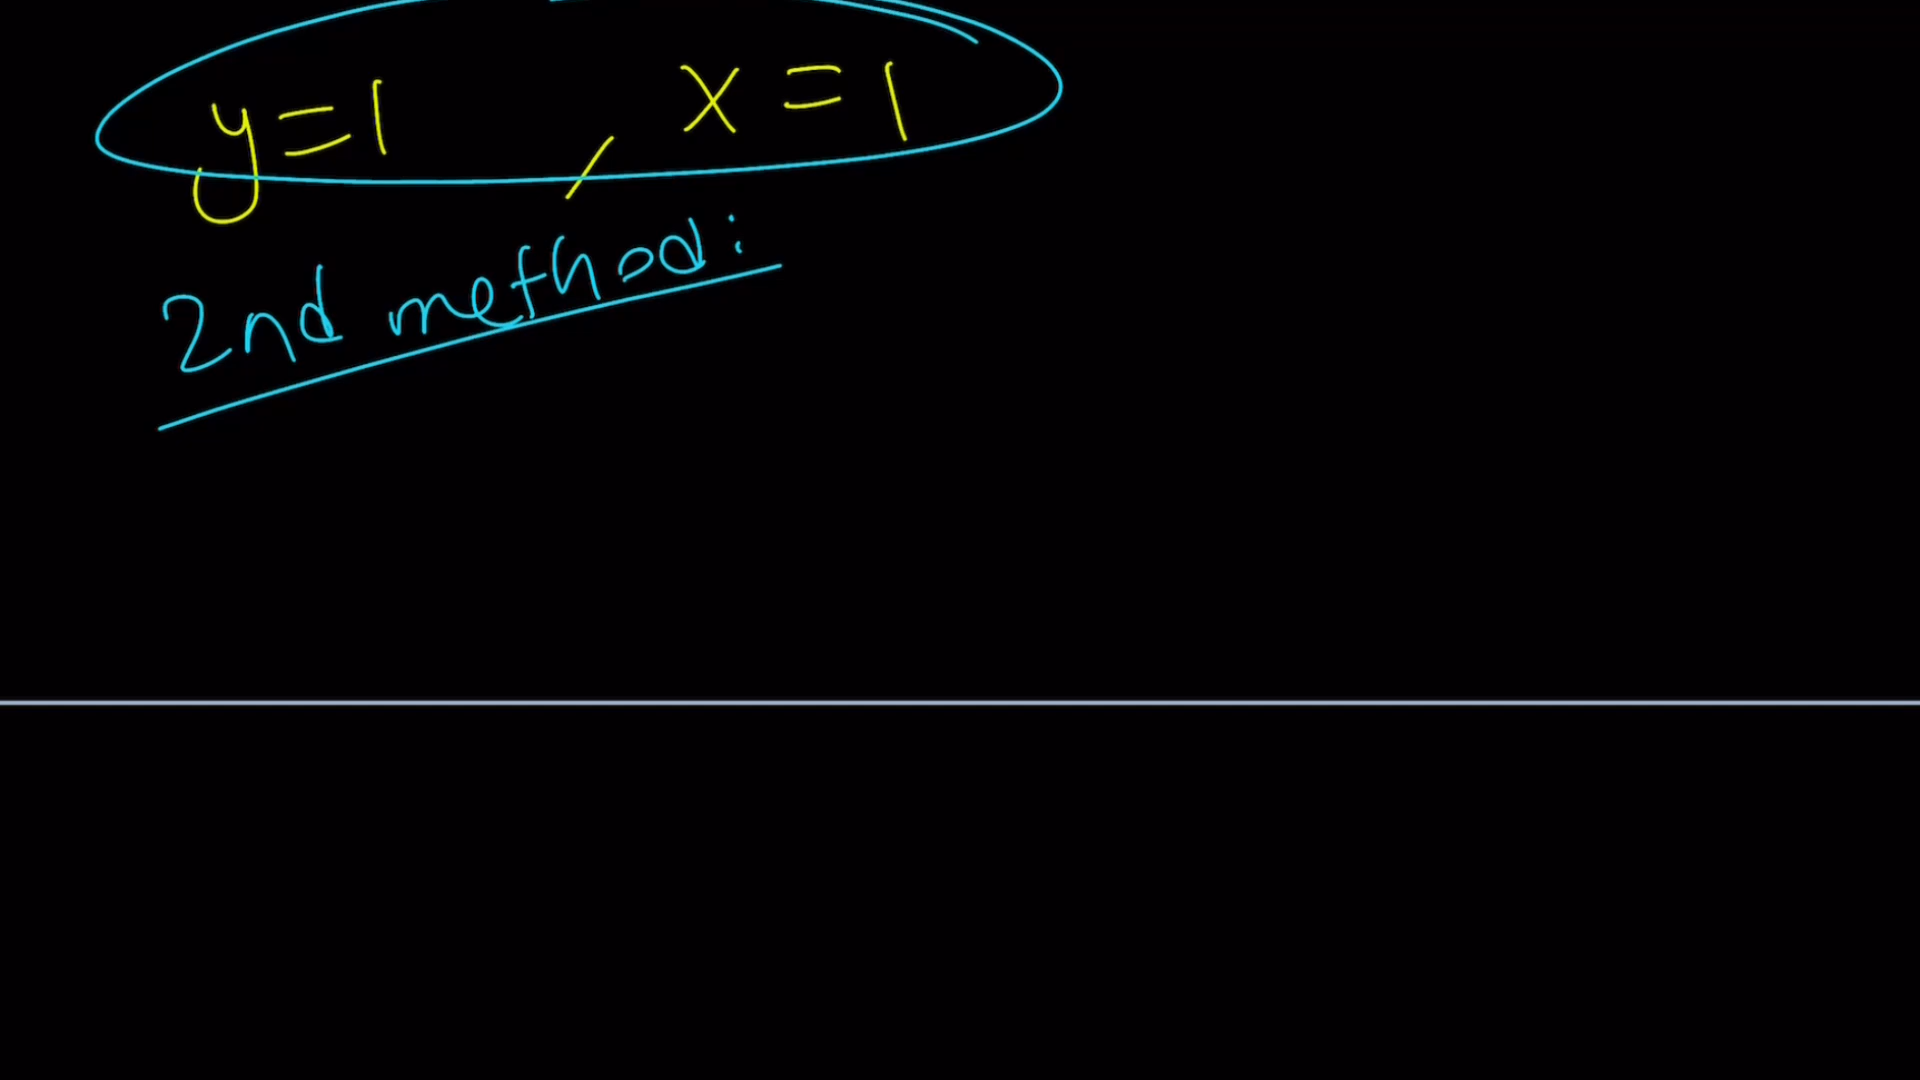 y=1 , x=1
2nd method: